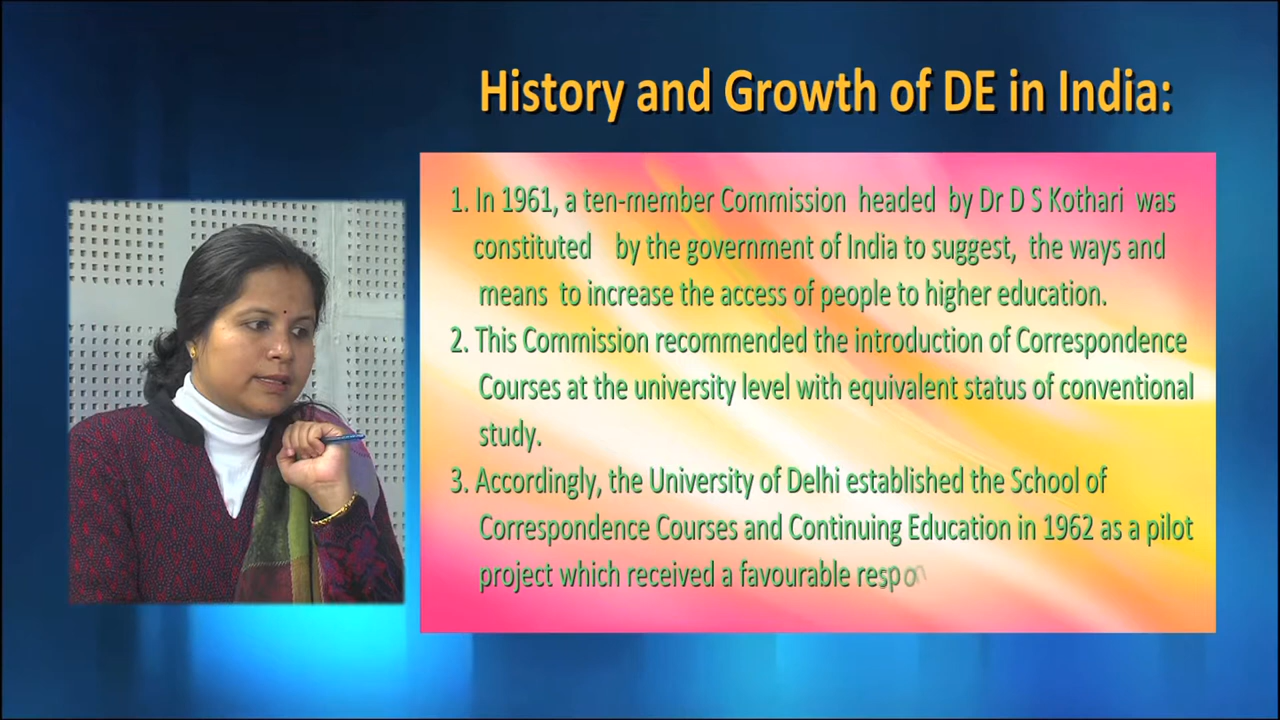 History and Growth of DE in India:
1. In 1961, a ten-member Commission headed by Dr D S Kothari was
constituted by the government of India to suggest, the ways and
means to increase the access of people to higher education.
2. This Commission recommended the introduction of Correspondence
Courses at the university level with equivalent status of conventional
study.
3. Accordingly, the University of Delhi established the School of
Correspondence Courses and Continuing Education in 1962 as a pilot
project which received a favourable respon